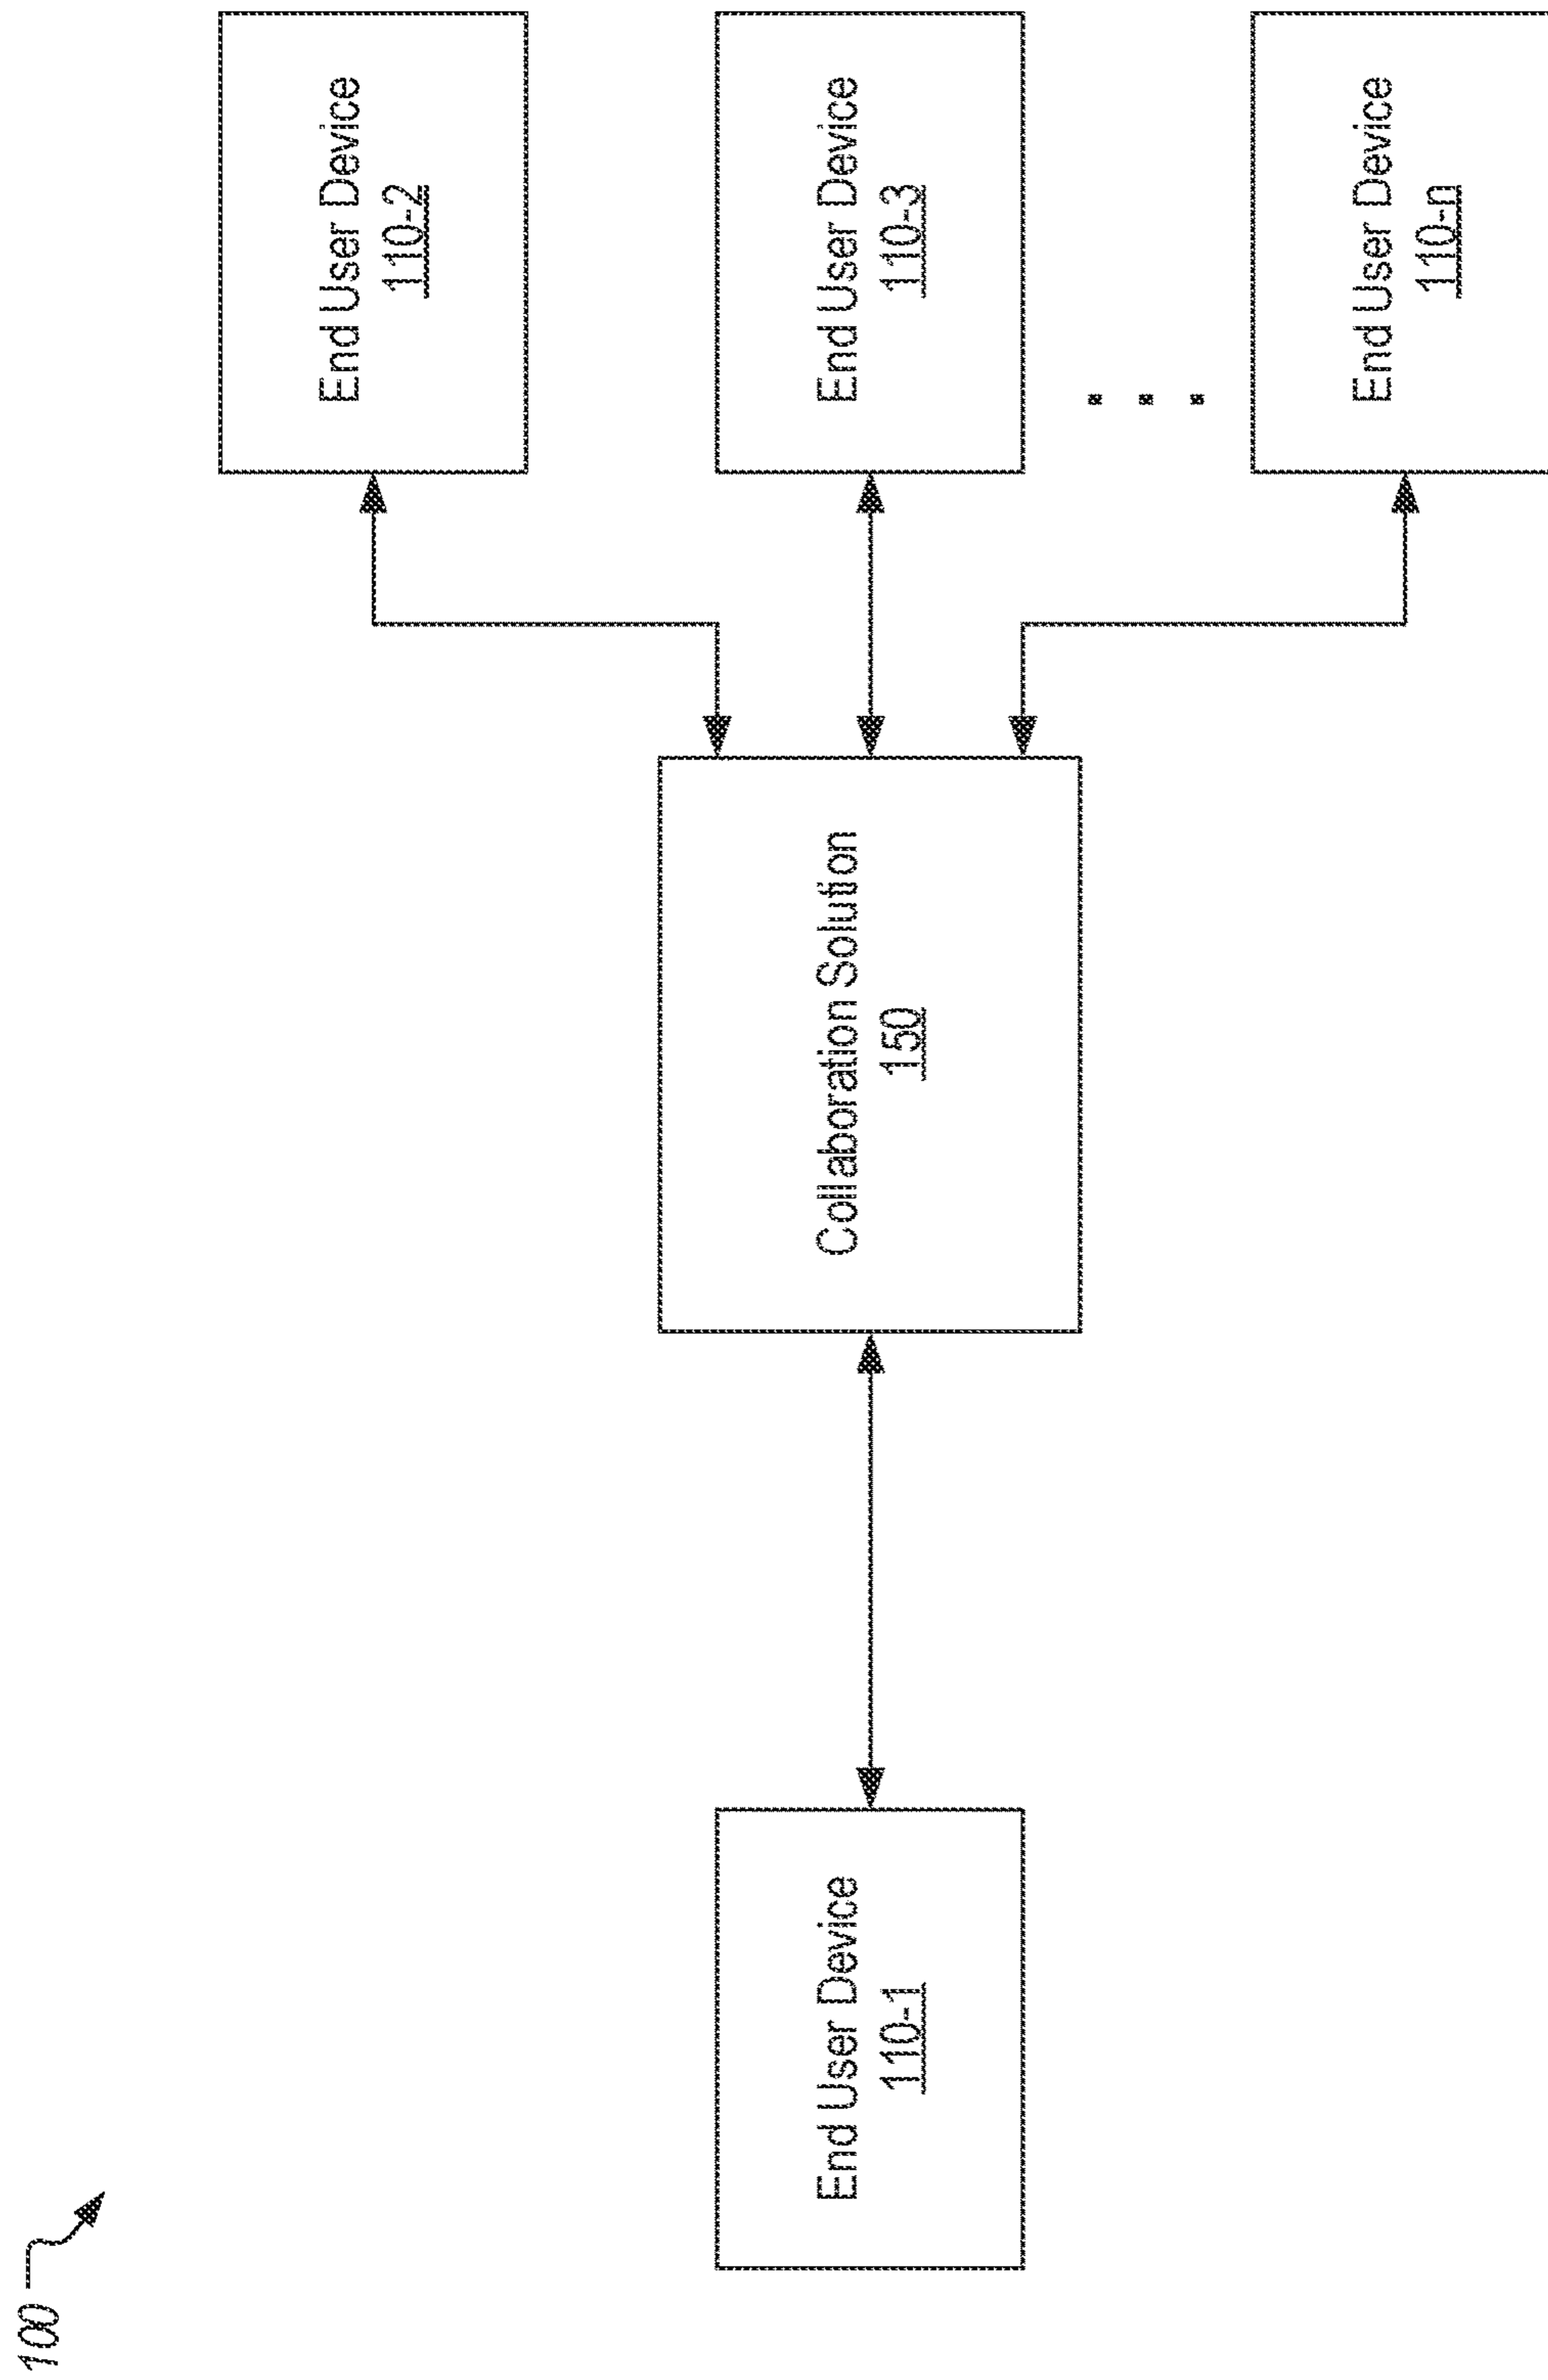 100
End User Device
110-1
Collaboration Solution
150
End User Device
110-2
End User Device
110-3
End User Device
110-n